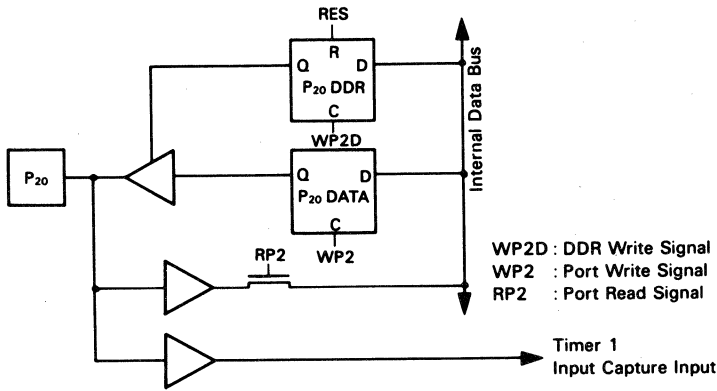 RES
R
Q D
P₂₀ DDR
C
WP2D
Internal Data Bus
P₂₀
Q D
P₂₀ DATA
C
WP2
RP2
WP2D : DDR Write Signal
WP2 : Port Write Signal
RP2 : Port Read Signal
Timer 1
Input Capture Input